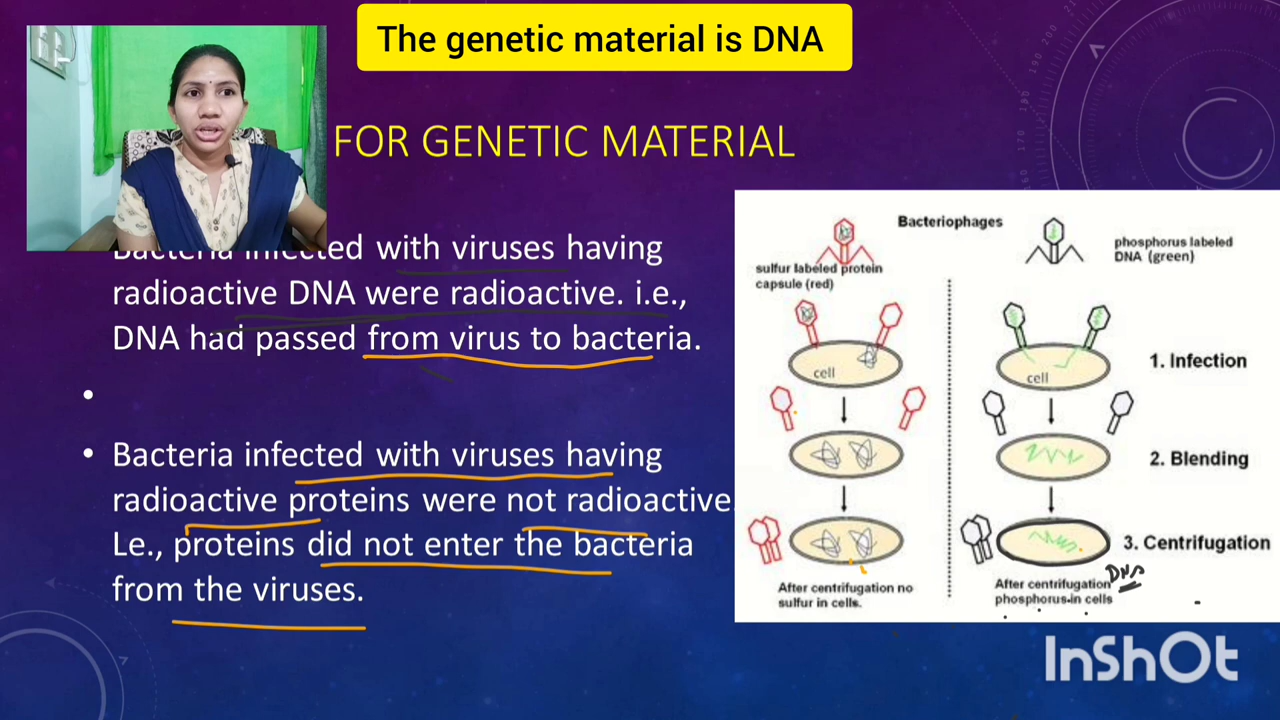 The genetic material is DNA
FOR GENETIC MATERIAL
Bacteria infected with viruses having
radioactive DNA were radioactive. i.e.,
DNA had passed from virus to bacteria.
•
• Bacteria infected with viruses having
radioactive proteins were not radioactive.
Le., proteins did not enter the bacteria
from the viruses.
Bacteriophages
sulfur labeled protein
capsule (red)
phosphorus labeled
DNA (green)
cell
cell
1. Infection
2. Blending
3. Centrifugation
After centrifugation no
sulfur in cells.
After centrifugation
phosphorus in cells
DNA
InShOt